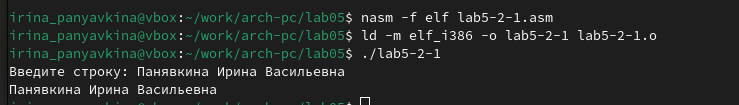 irina_panyavkina@vbox:~/work/arch-pc/lab05$ nasm -f elf lab5-2-1.asm
irina_panyavkina@vbox:~/work/arch-pc/lab05$ ld -m elf_i386 -o lab5-2-1 lab5-2-1.o
irina_panyavkina@vbox:~/work/arch-pc/lab05$ ./lab5-2-1
Введите строку: Панявкина Ирина Васильевна
Панявкина Ирина Васильевна
irina_panyavkina@vbox:~/work/arch-pc/lab05$